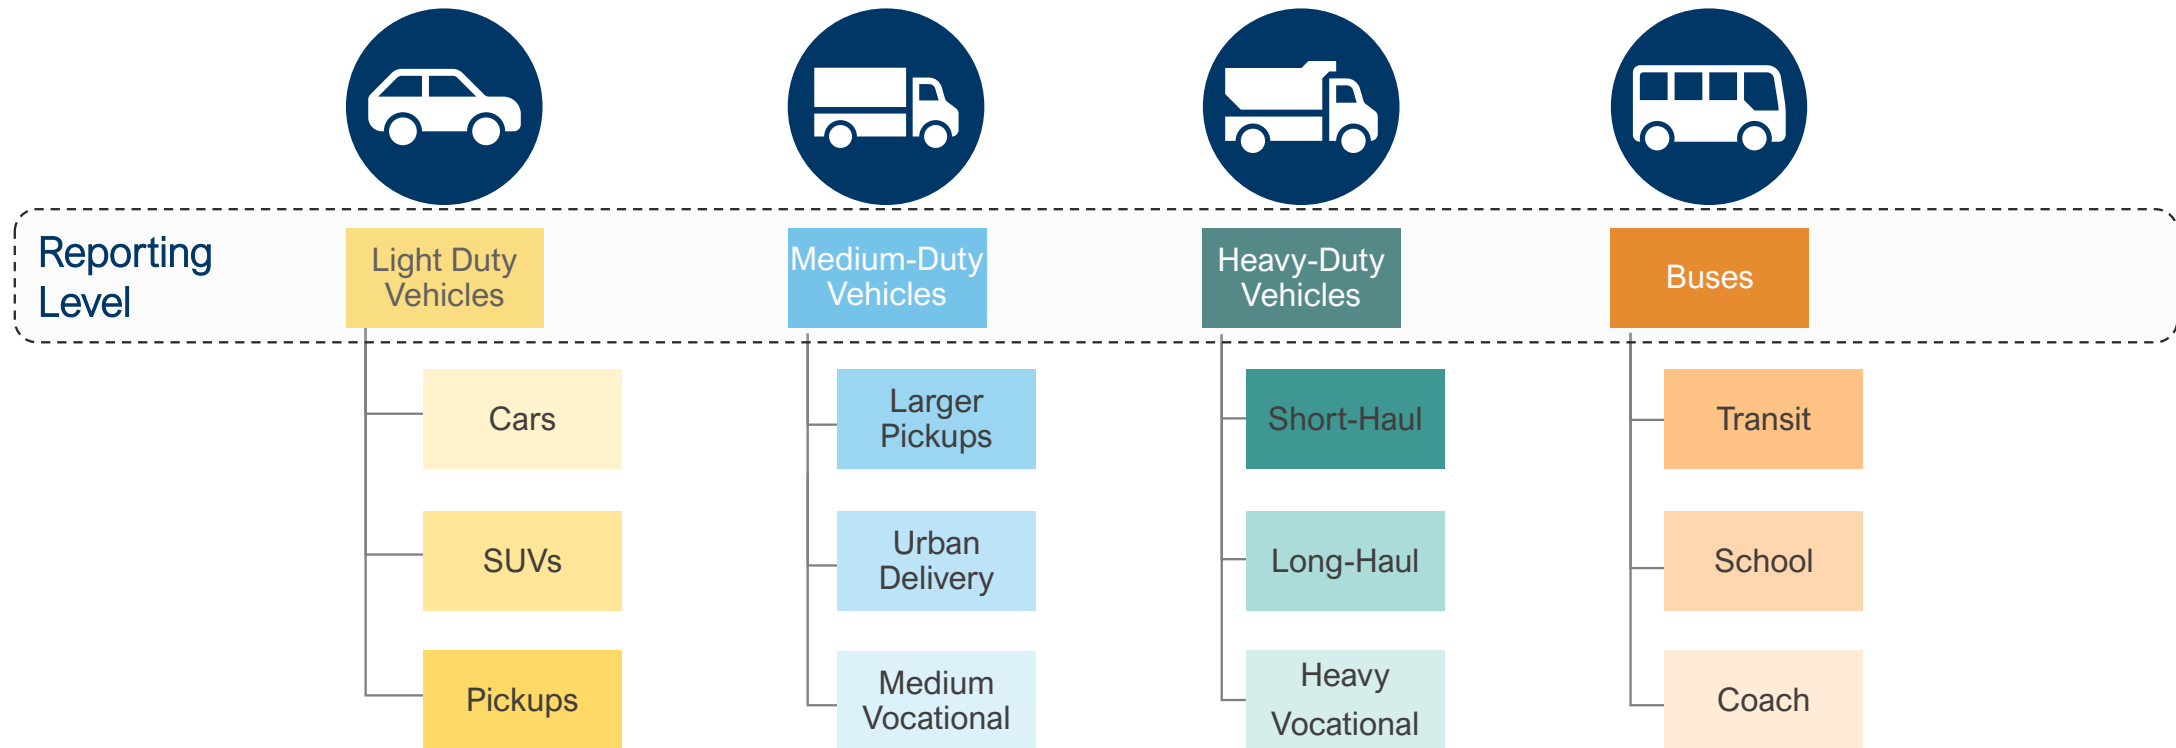 Reporting
Level
Light Duty
Vehicles
Medium-Duty
Vehicles
Heavy-Duty
Vehicles
Buses
Cars
Larger
Pickups
Short-Haul
Transit
SUVs
Urban
Delivery
Long-Haul
School
Pickups
Medium
Vocational
Heavy
Vocational
Coach